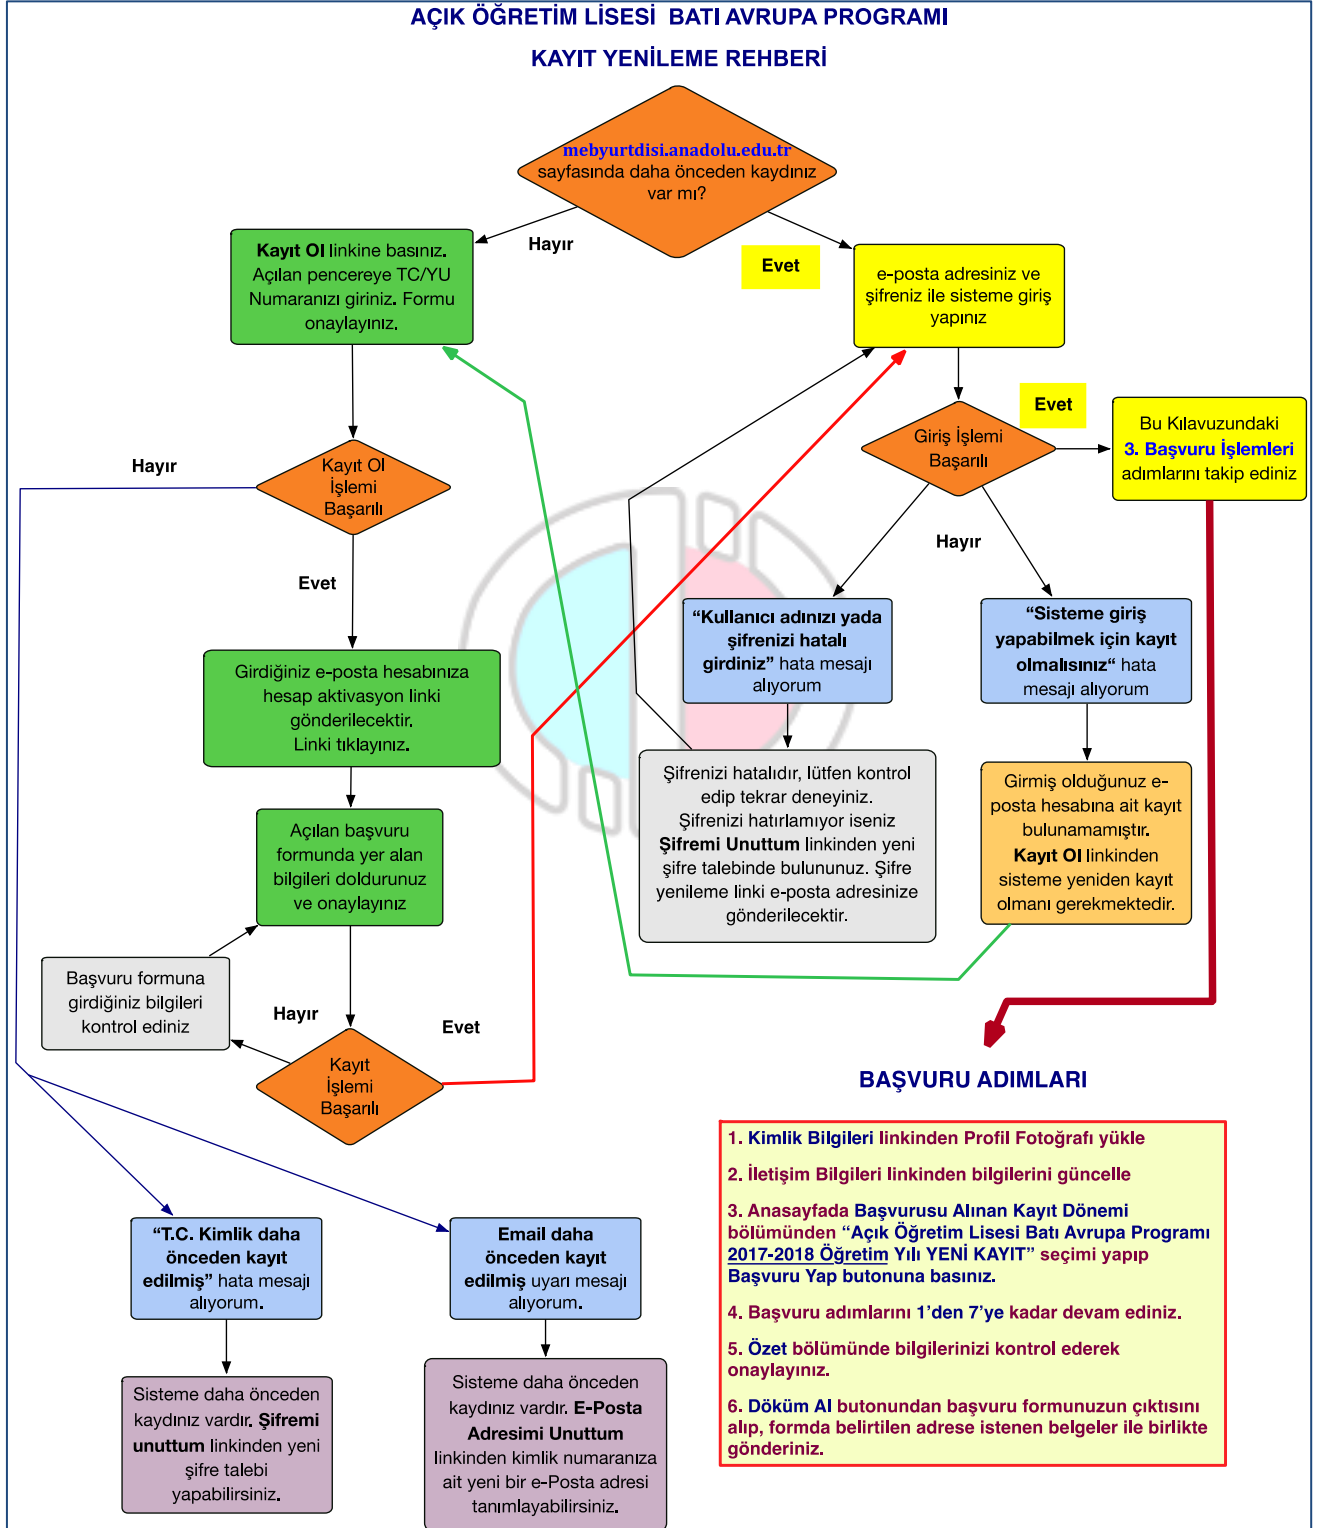 AÇIK ÖĞRETİM LİSESİ BATI AVRUPA PROGRAMI
KAYIT YENİLEME REHBERİ
mebyurtdisi.anadolu.edu.tr
sayfasında daha önceden kaydınız
var mı?
Hayır
Evet
Kayıt Ol linkine basınız.
Açılan pencereye TC/YU
Numaranızı giriniz. Formu
onaylayınız.
e-posta adresiniz ve
şifreniz ile sisteme giriş
yapınız
Evet
Giriş İşlemi
Başarılı
Bu Kılavuzundaki
3. Başvuru İşlemleri
adımlarını takip ediniz
Hayır
Kayıt Ol
İşlemi
Başarılı
Hayır
Evet
“Kullanıcı adınızı yada
şifrenizi hatalı
girdiniz” hata mesajı
alıyorum
“Sisteme giriş
yapabilmek için kayıt
olmalısınız“ hata
mesajı alıyorum
Girdiğiniz e-posta hesabınıza
hesap aktivasyon linki
gönderilecektir.
Linki tıklayınız.
Şifrenizi hatalıdır, lütfen kontrol
edip tekrar deneyiniz.
Şifrenizi hatırlamıyor iseniz
Şifremi Unuttum linkinden yeni
şifre talebinde bulununuz. Şifre
yenileme linki e-posta adresinize
gönderilecektir.
Girmiş olduğunuz e-
posta hesabına ait kayıt
bulunamamıştır.
Kayıt Ol linkinden
sisteme yeniden kayıt
olmanı gerekmektedir.
Açılan başvuru
formunda yer alan
bilgileri doldurunuz
ve onaylayınız
Başvuru formuna
girdiğiniz bilgileri
kontrol ediniz
Hayır
Evet
Kayıt
İşlemi
Başarılı
BAŞVURU ADIMLARI
1. Kimlik Bilgileri linkinden Profil Fotoğrafı yükle
2. İletişim Bilgileri linkinden bilgilerini güncelle
3. Anasayfada Başvurusu Alınan Kayıt Dönemi
bölümünden “Açık Öğretim Lisesi Batı Avrupa Programı
2017-2018 Öğretim Yılı YENİ KAYIT” seçimi yapıp
Başvuru Yap butonuna basınız.
4. Başvuru adımlarını 1’den 7’ye kadar devam ediniz.
5. Özet bölümünde bilgilerinizi kontrol ederek
onaylayınız.
6. Döküm Al butonundan başvuru formunuzun çıktısını
alıp, formda belirtilen adrese istenen belgeler ile birlikte
gönderiniz.
“T.C. Kimlik daha
önceden kayıt
edilmiş” hata mesajı
alıyorum.
Email daha
önceden kayıt
edilmiş uyarı mesajı
alıyorum.
Sisteme daha önceden
kaydınız vardır. Şifremi
unuttum linkinden yeni
şifre talebi
yapabilirsiniz.
Sisteme daha önceden
kaydınız vardır. E-Posta
Adresimi Unuttum
linkinden kimlik numaranıza
ait yeni bir e-Posta adresi
tanımlayabilirsiniz.